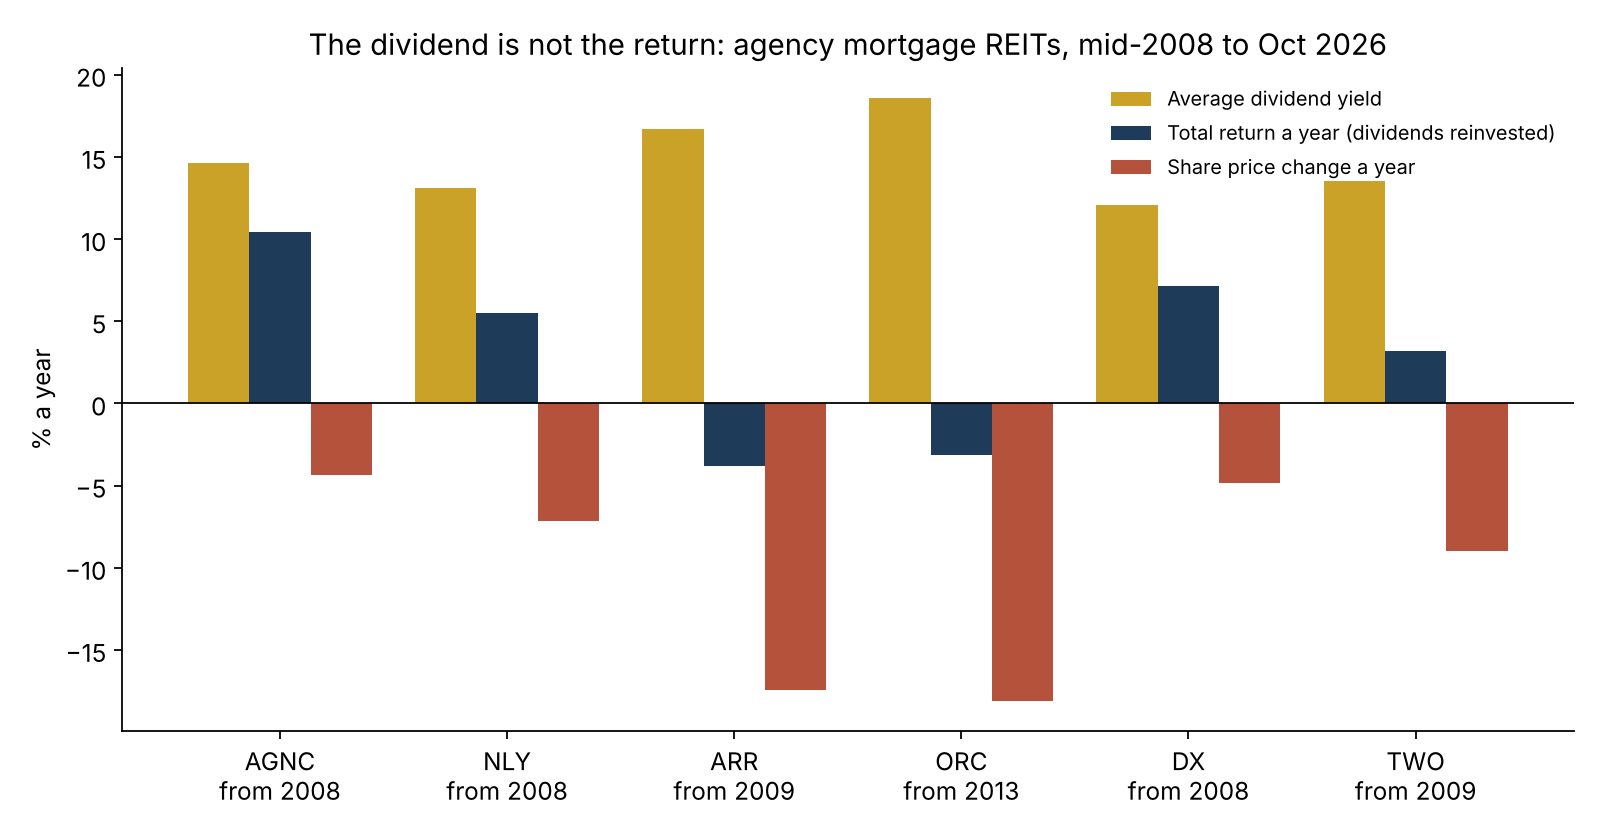 The dividend is not the return: agency mortgage REITs, mid-2008 to Oct 2026
Average dividend yield
Total return a year (dividends reinvested)
Share price change a year
% a year
20
15
10
5
0
−5
−10
−15
AGNC
from 2008
NLY
from 2008
ARR
from 2009
ORC
from 2013
DX
from 2008
TWO
from 2009